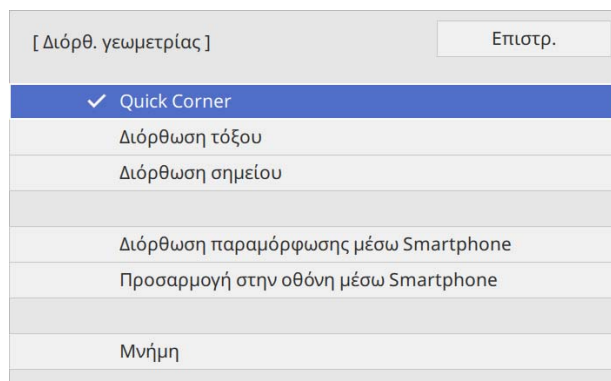 [ Διόρθ. γεωμετρίας ] Επιστρ.
Quick Corner
Διόρθωση τόξου
Διόρθωση σημείου
Διόρθωση παραμόρφωσης μέσω Smartphone
Προσαρμογή στην οθόνη μέσω Smartphone
Μνήμη